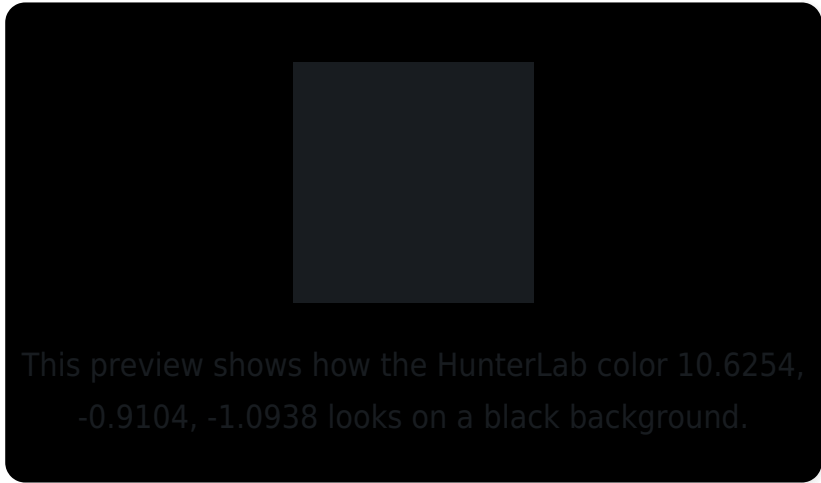 This preview shows how the HunterLab color 10.6254,
-0.9104, -1.0938 looks on a black background.